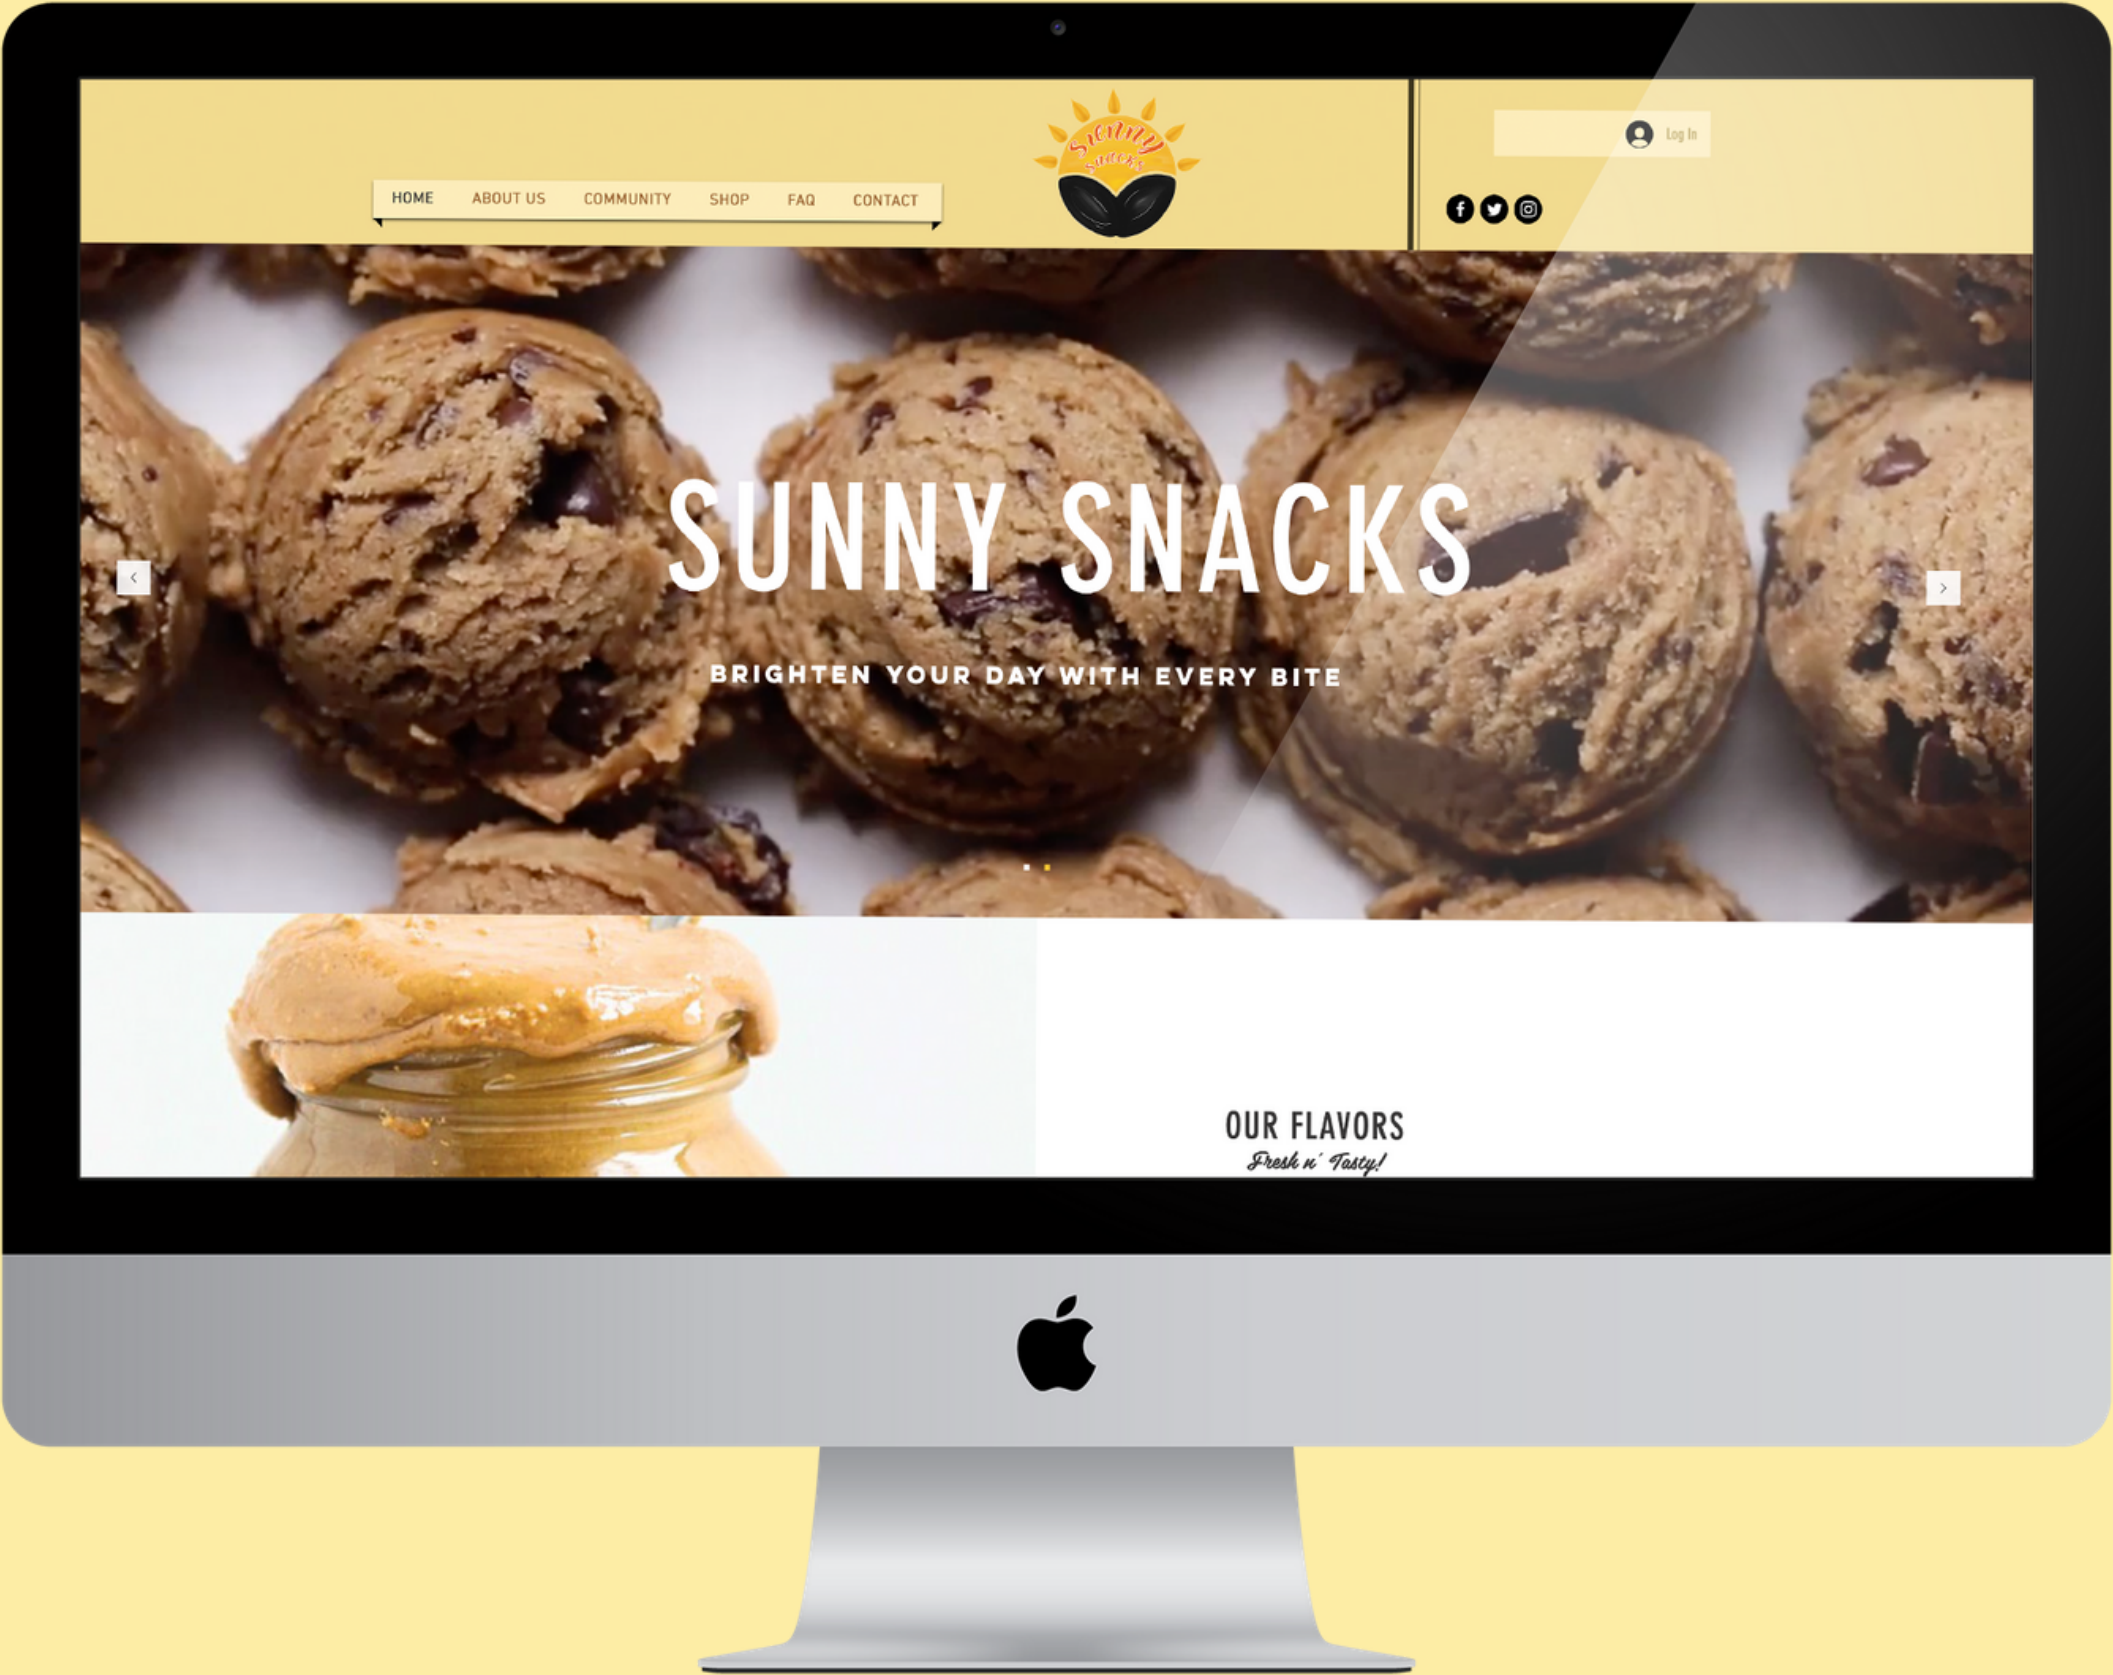 Sunny
Snacks
Log In
HOME ABOUT US COMMUNITY SHOP FAQ CONTACT
SUNNY SNACKS
BRIGHTEN YOUR DAY WITH EVERY BITE
OUR FLAVORS
Fresh n' Tasty!